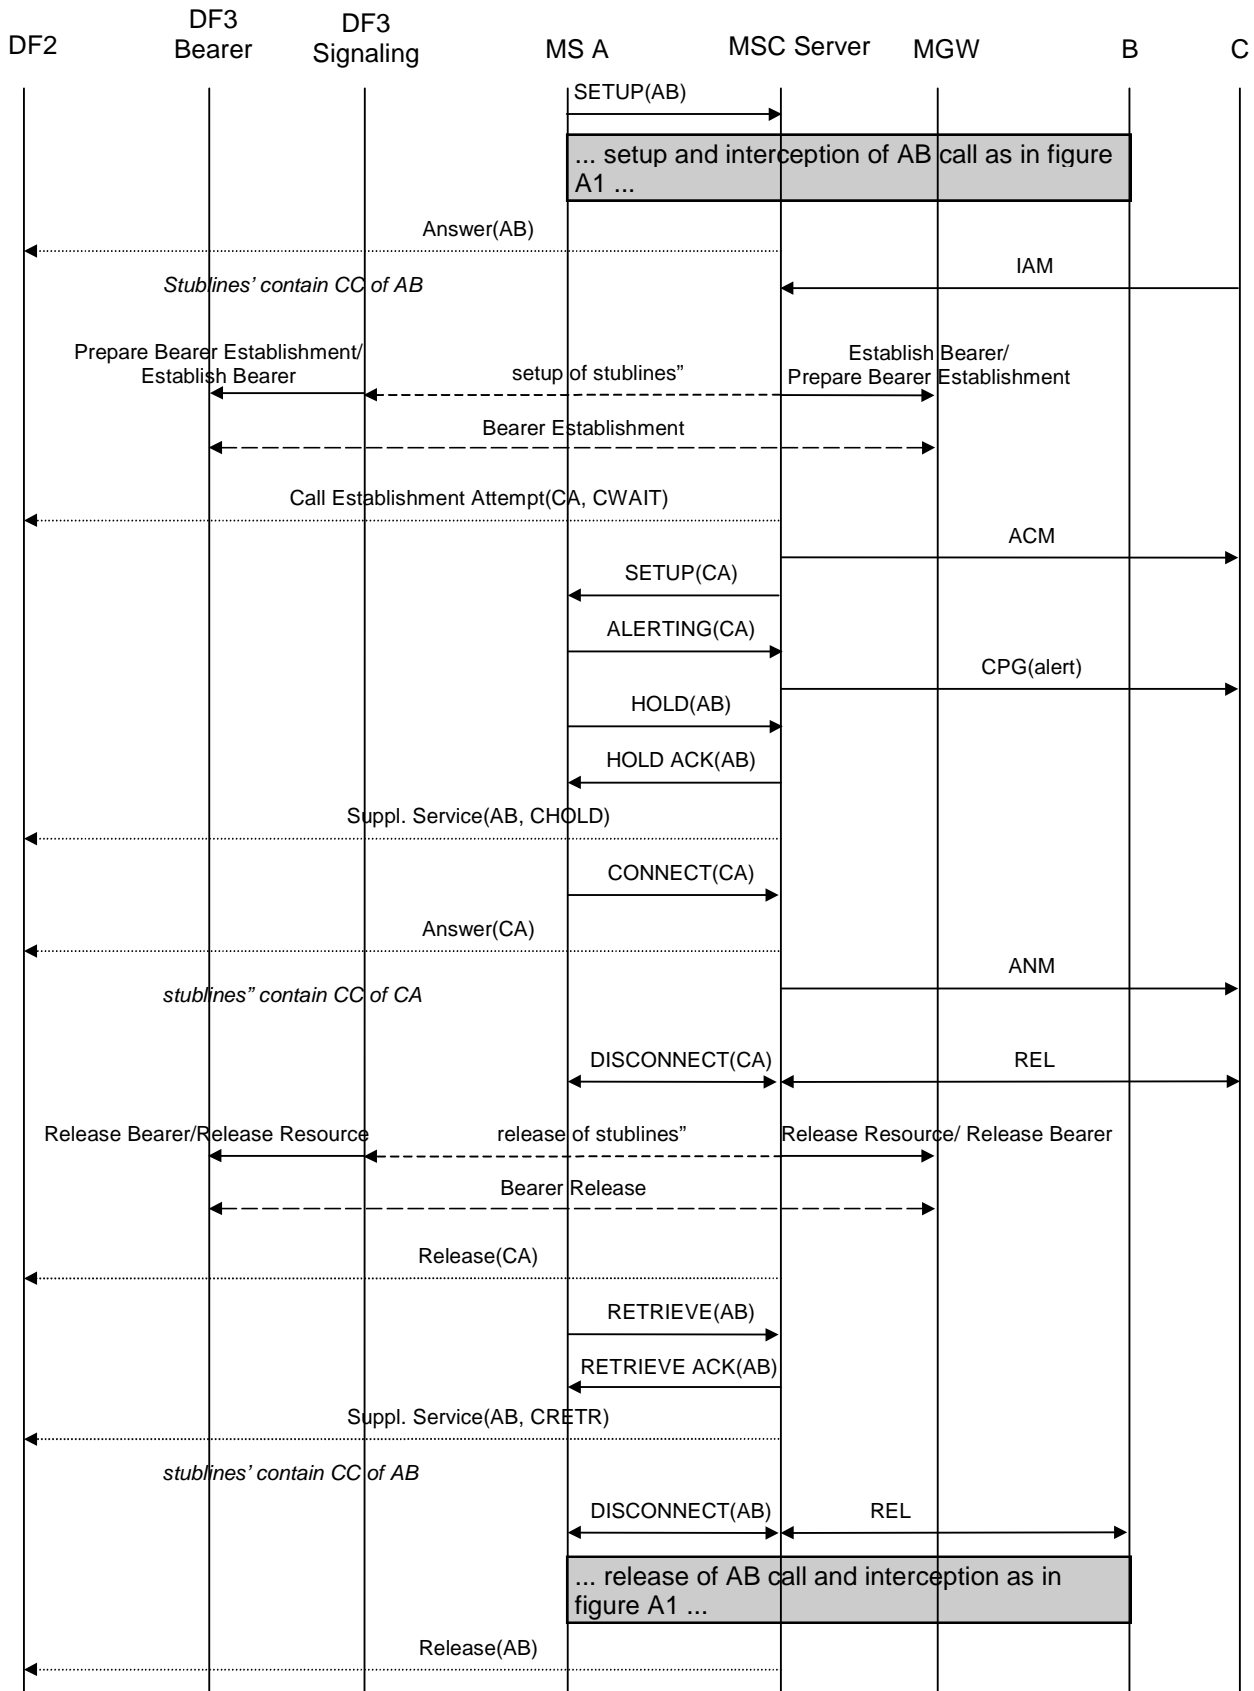 DF2
DF3
Bearer
DF3
Signaling
MS A
MSC Server
MGW
B
C
SETUP(AB)
... setup and interception of AB call as in figure
A1 ...
Answer(AB)
IAM
Stublines’ contain CC of AB
Prepare Bearer Establishment/
Establish Bearer
setup of stublines”
Establish Bearer/
Prepare Bearer Establishment
Bearer Establishment
Call Establishment Attempt(CA, CWAIT)
ACM
SETUP(CA)
ALERTING(CA)
CPG(alert)
HOLD(AB)
HOLD ACK(AB)
Suppl. Service(AB, CHOLD)
CONNECT(CA)
Answer(CA)
ANM
stublines” contain CC of CA
DISCONNECT(CA)
REL
Release Bearer/Release Resource
release of stublines”
Release Resource/ Release Bearer
Bearer Release
Release(CA)
RETRIEVE(AB)
RETRIEVE ACK(AB)
Suppl. Service(AB, CRETR)
stublines’ contain CC of AB
DISCONNECT(AB)
REL
... release of AB call and interception as in
figure A1 ...
Release(AB)